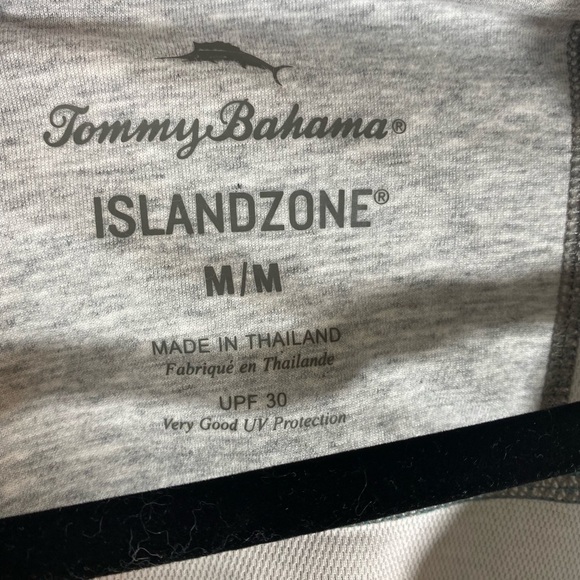 Tommy Bahama®
ISLANDZONE®
M/M
MADE IN THAILAND
Fabriqué en Thailande
UPF 30
Very Good UV Protection